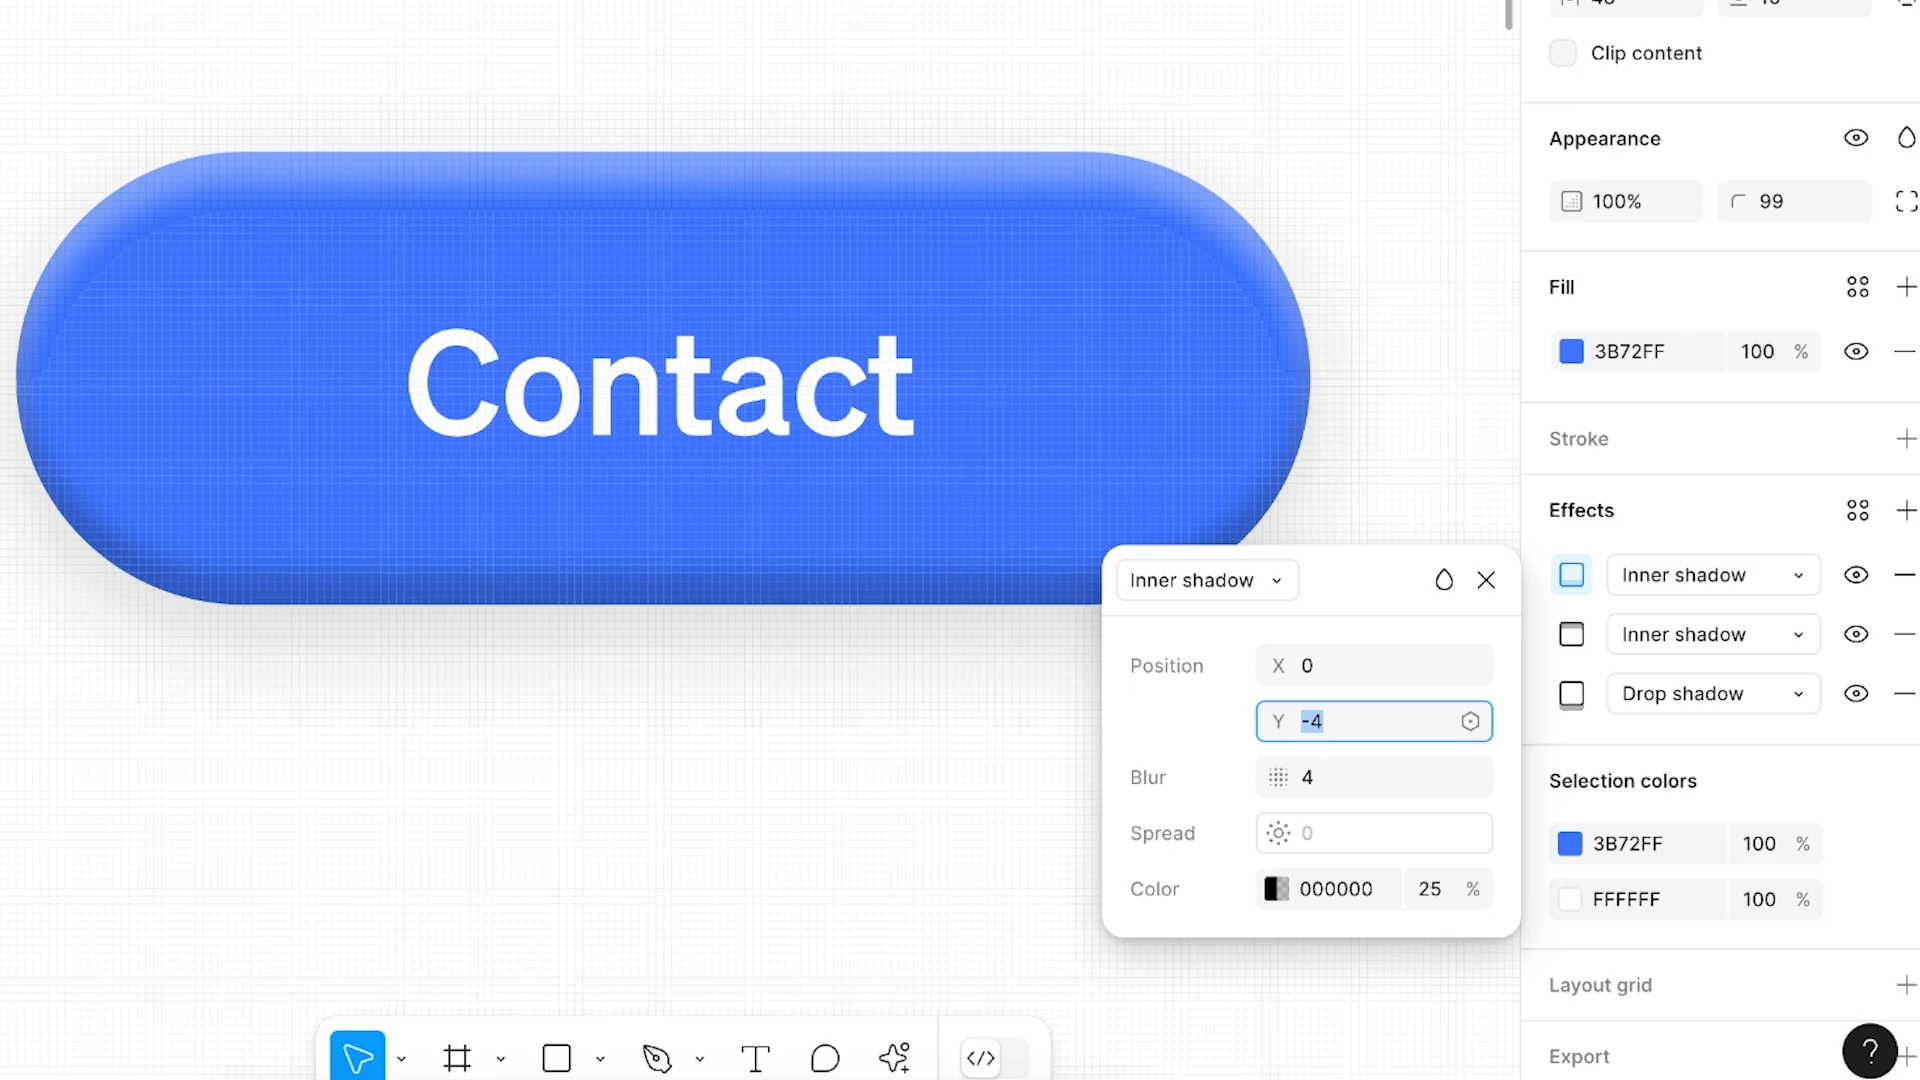 Clip content
Appearance
100%
99
Fill
3B72FF 100 %
Stroke
Contact
Effects
Inner shadow
Inner shadow
Drop shadow
Inner shadow
Position X 0
Y -4
Blur 4
Spread 0
Color 000000 25 %
Selection colors
3B72FF 100 %
FFFFFF 100 %
Layout grid
Export
?